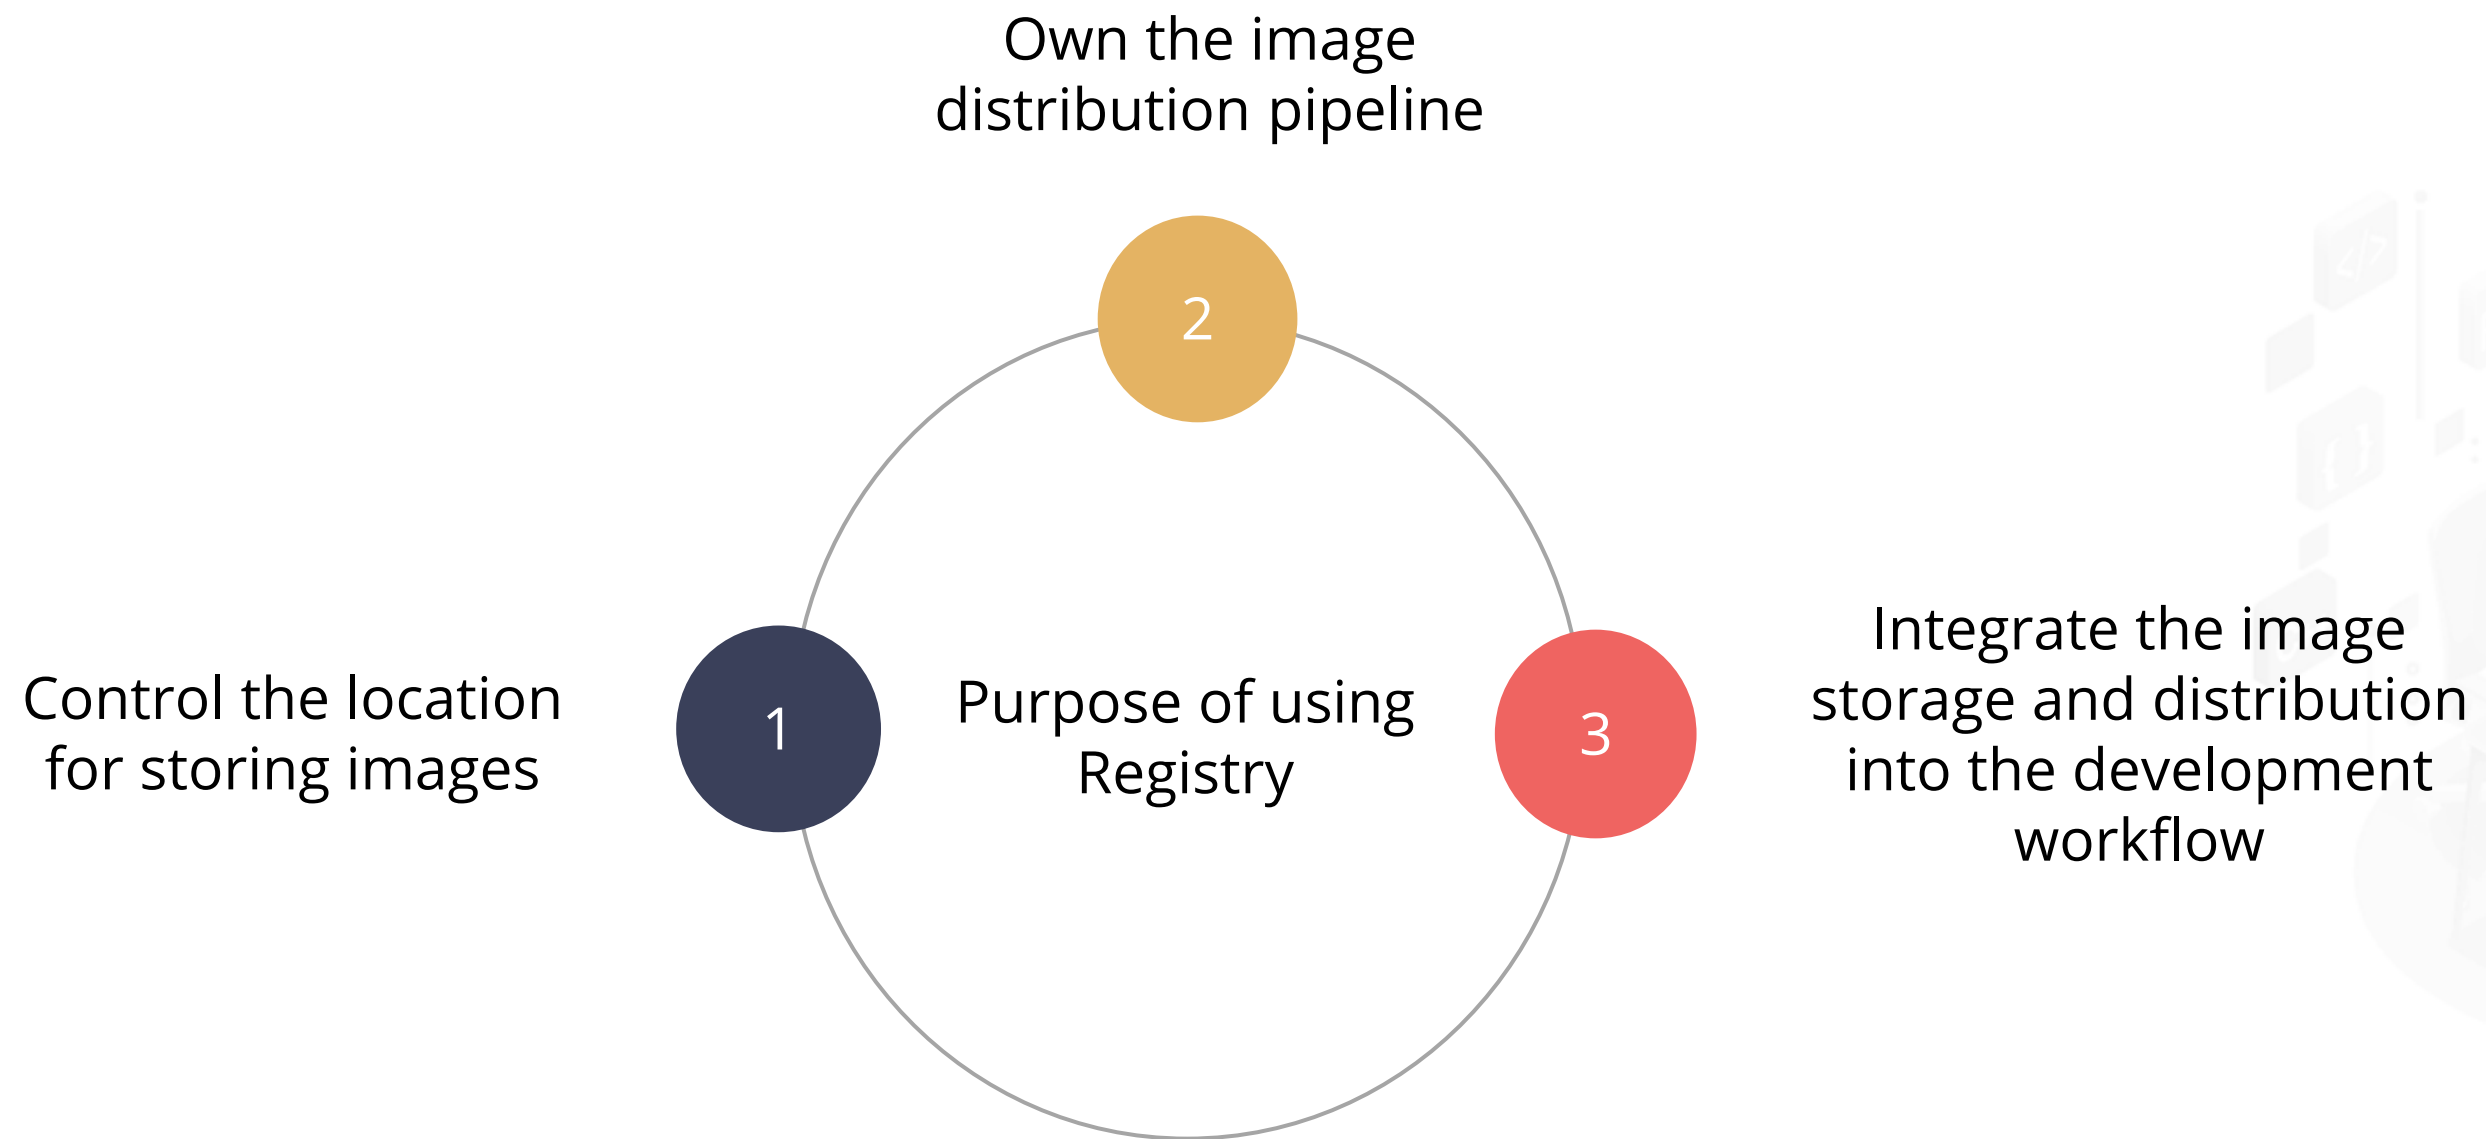 Own the image
distribution pipeline
2
Control the location
for storing images
1
Purpose of using
Registry
3
Integrate the image
storage and distribution
into the development
workflow